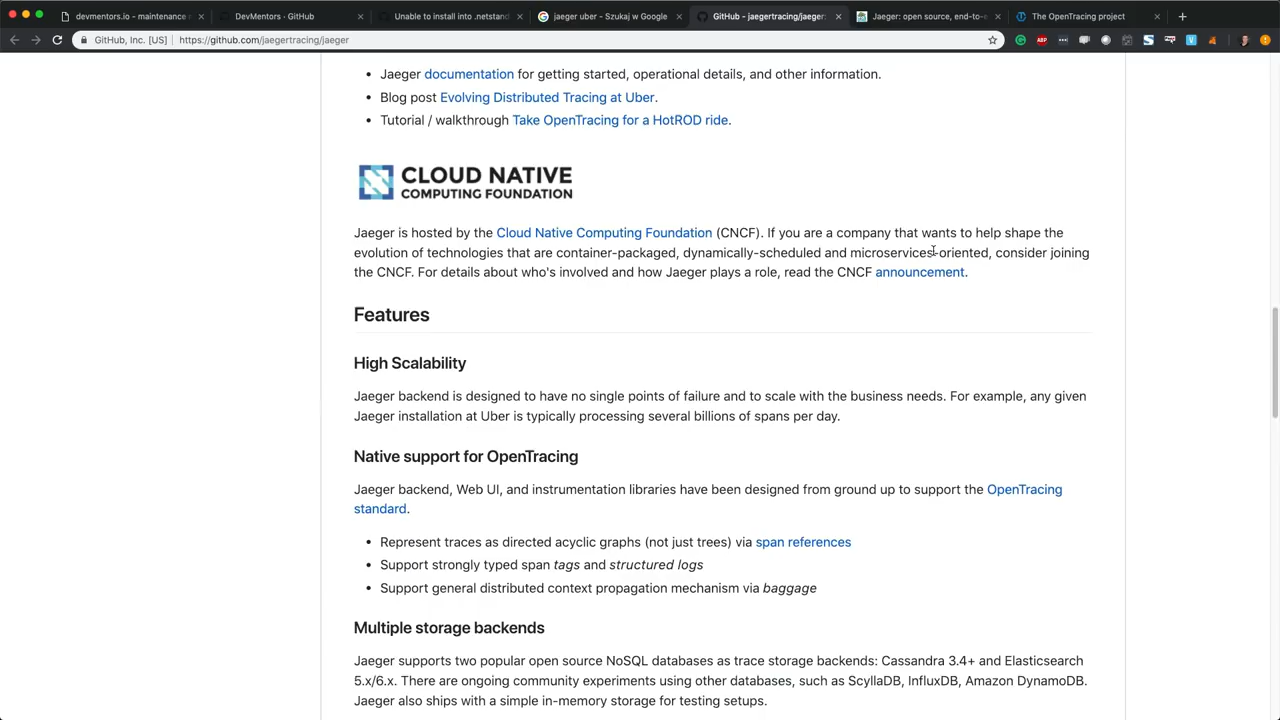 devmentors.io - maintenance
DevMentors · GitHub
Unable to install into .netstand
jaeger uber - Szukaj w Google
GitHub - jaegertracing/jaeger:
Jaeger: open source, end-to-e
The OpenTracing project
GitHub, Inc. [US] | https://github.com/jaegertracing/jaeger
ABP
• Jaeger documentation for getting started, operational details, and other information.
• Blog post Evolving Distributed Tracing at Uber.
• Tutorial / walkthrough Take OpenTracing for a HotROD ride.
CLOUD NATIVE
COMPUTING FOUNDATION
Jaeger is hosted by the Cloud Native Computing Foundation (CNCF). If you are a company that wants to help shape the
evolution of technologies that are container-packaged, dynamically-scheduled and microservices-oriented, consider joining
the CNCF. For details about who's involved and how Jaeger plays a role, read the CNCF announcement.
Features
High Scalability
Jaeger backend is designed to have no single points of failure and to scale with the business needs. For example, any given
Jaeger installation at Uber is typically processing several billions of spans per day.
Native support for OpenTracing
Jaeger backend, Web UI, and instrumentation libraries have been designed from ground up to support the OpenTracing
standard.
• Represent traces as directed acyclic graphs (not just trees) via span references
• Support strongly typed span tags and structured logs
• Support general distributed context propagation mechanism via baggage
Multiple storage backends
Jaeger supports two popular open source NoSQL databases as trace storage backends: Cassandra 3.4+ and Elasticsearch
5.x/6.x. There are ongoing community experiments using other databases, such as ScyllaDB, InfluxDB, Amazon DynamoDB.
Jaeger also ships with a simple in-memory storage for testing setups.